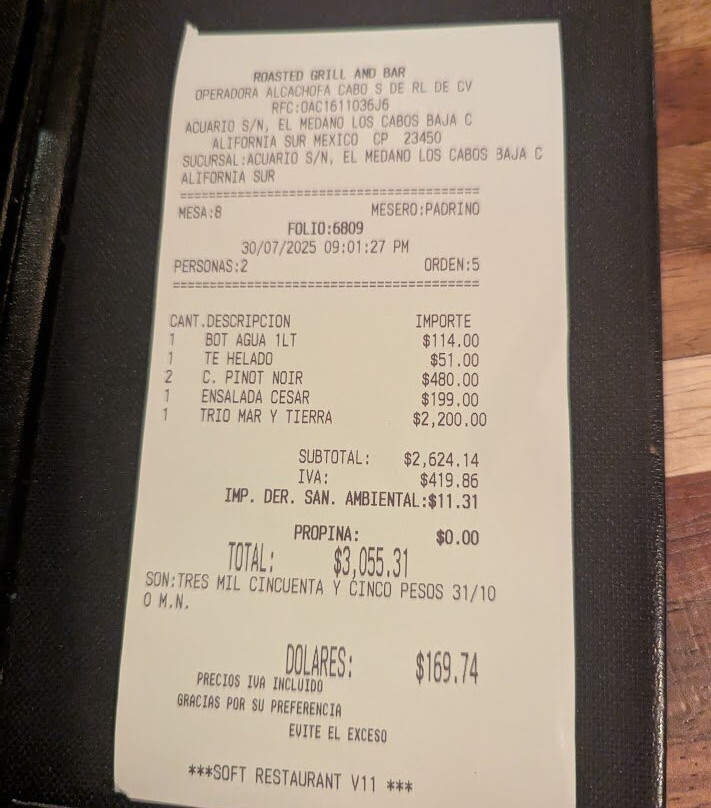 ROASTED GRILL AND BAR
OPERADORA ALCACHOFA CABO S DE RL DE CV
RFC:OAC1611036J6
ACUARIO S/N, EL MEDANO LOS CABOS BAJA C
ALIFORNIA SUR MEXICO CP 23450
SUCURSAL:ACUARIO S/N, EL MEDANO LOS CABOS BAJA C
ALIFORNIA SUR
========================================
MESA:8 MESERO:PADRINO
FOLIO:6809
30/07/2025 09:01:27 PM
PERSONAS:2 ORDEN:5
========================================
CANT.DESCRIPCION IMPORTE
1 BOT AGUA 1LT $114.00
1 TE HELADO $51.00
2 C. PINOT NOIR $480.00
1 ENSALADA CESAR $199.00
1 TRIO MAR Y TIERRA $2,200.00
SUBTOTAL: $2,624.14
IVA: $419.86
IMP. DER. SAN. AMBIENTAL:$11.31
PROPINA: $0.00
TOTAL: $3,055.31
SON:TRES MIL CINCUENTA Y CINCO PESOS 31/10
0 M.N.
DOLARES: $169.74
PRECIOS IVA INCLUIDO
GRACIAS POR SU PREFERENCIA
EVITE EL EXCESO
***SOFT RESTAURANT V11 ***